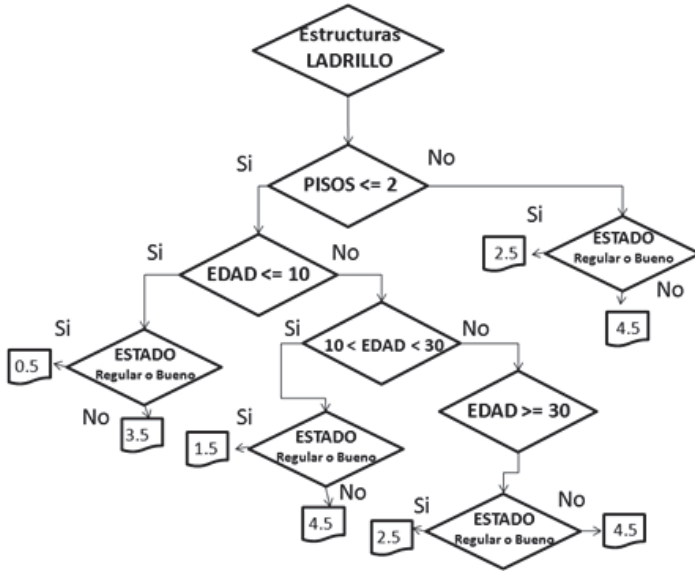 Estructuras
LADRILLO
Si
No
PISOS <= 2
Si
No
EDAD <= 10
Si
ESTADO
Regular o Bueno
2.5
No
4.5
Si
ESTADO
Regular o Bueno
0.5
No
3.5
Si
No
10 < EDAD < 30
EDAD >= 30
Si
ESTADO
Regular o Bueno
1.5
No
4.5
Si
ESTADO
Regular o Bueno
No
2.5
4.5